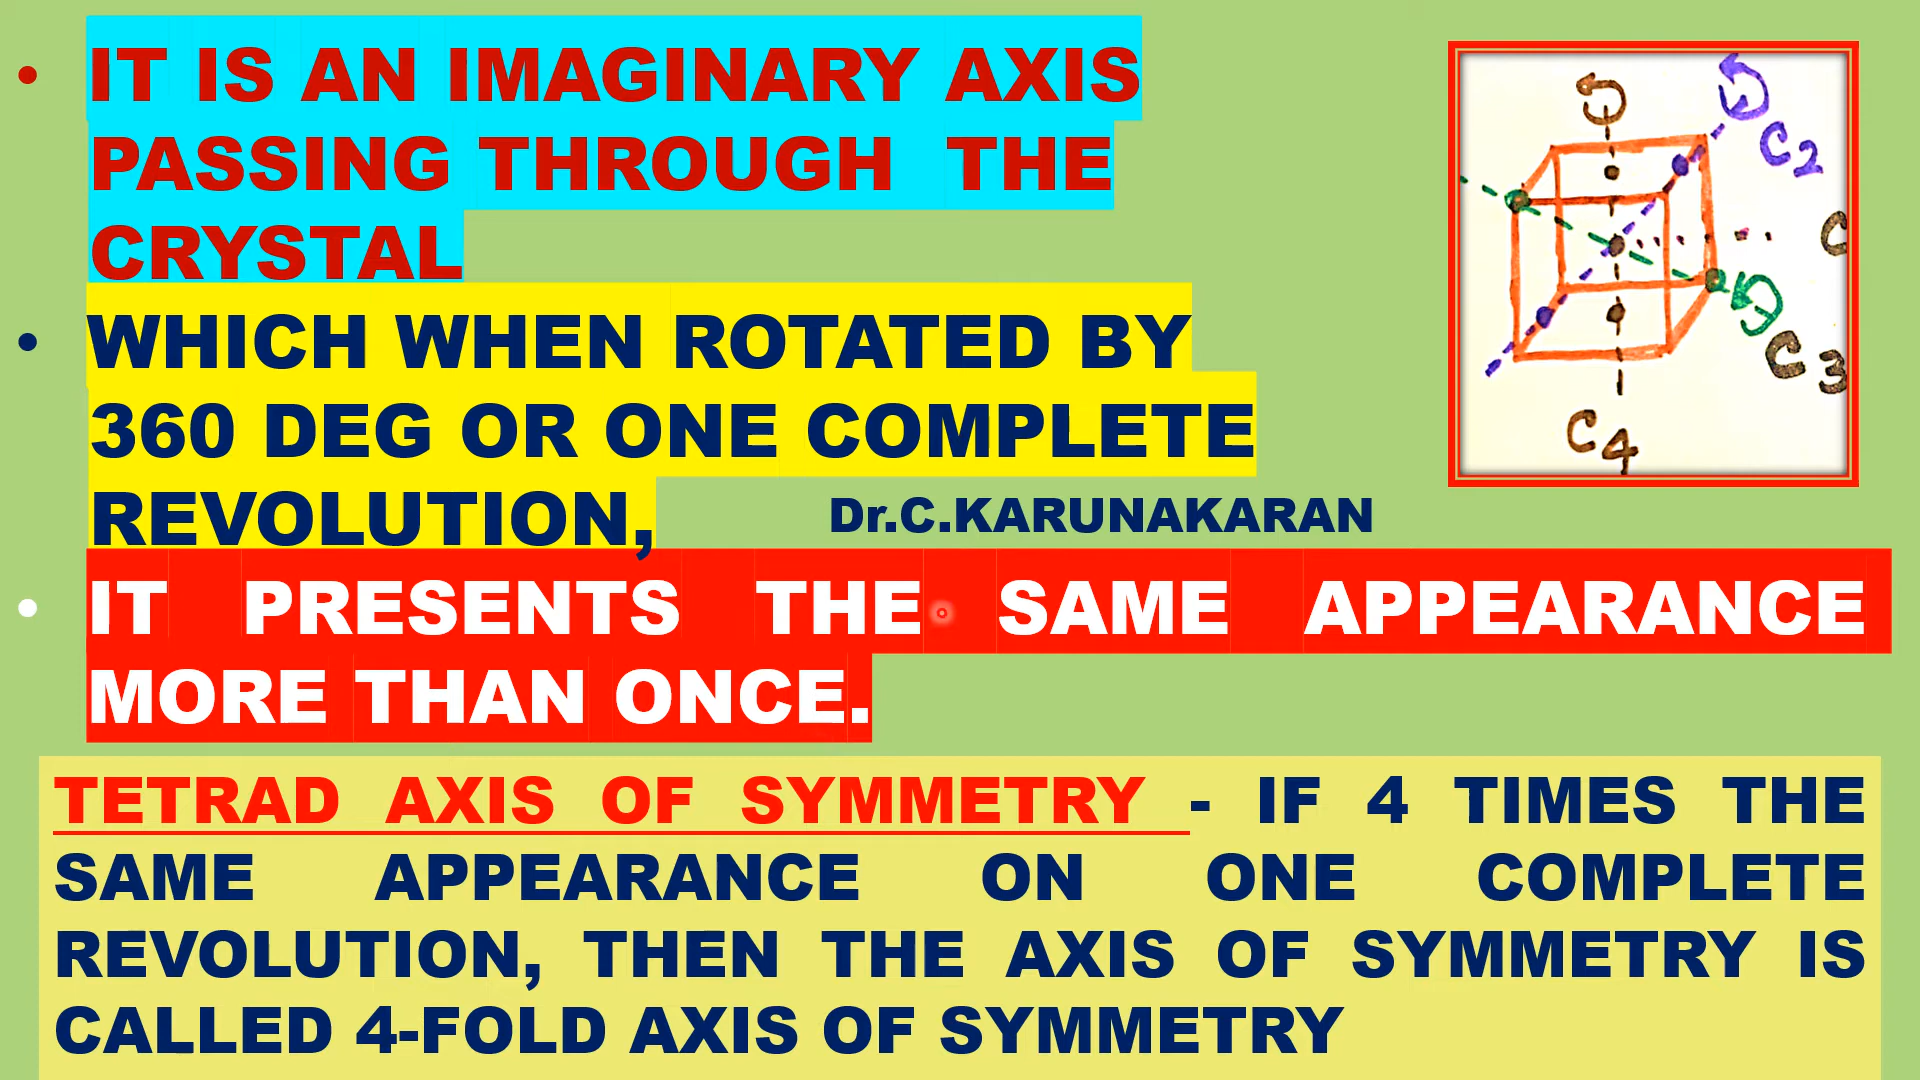 • IT IS AN IMAGINARY AXIS
PASSING THROUGH THE
CRYSTAL
• WHICH WHEN ROTATED BY
360 DEG OR ONE COMPLETE
REVOLUTION,
Dr.C.KARUNAKARAN
• IT PRESENTS THE SAME APPEARANCE
MORE THAN ONCE.
TETRAD AXIS OF SYMMETRY - IF 4 TIMES THE
SAME APPEARANCE ON ONE COMPLETE
REVOLUTION, THEN THE AXIS OF SYMMETRY IS
CALLED 4-FOLD AXIS OF SYMMETRY
C2
C
C3
C4